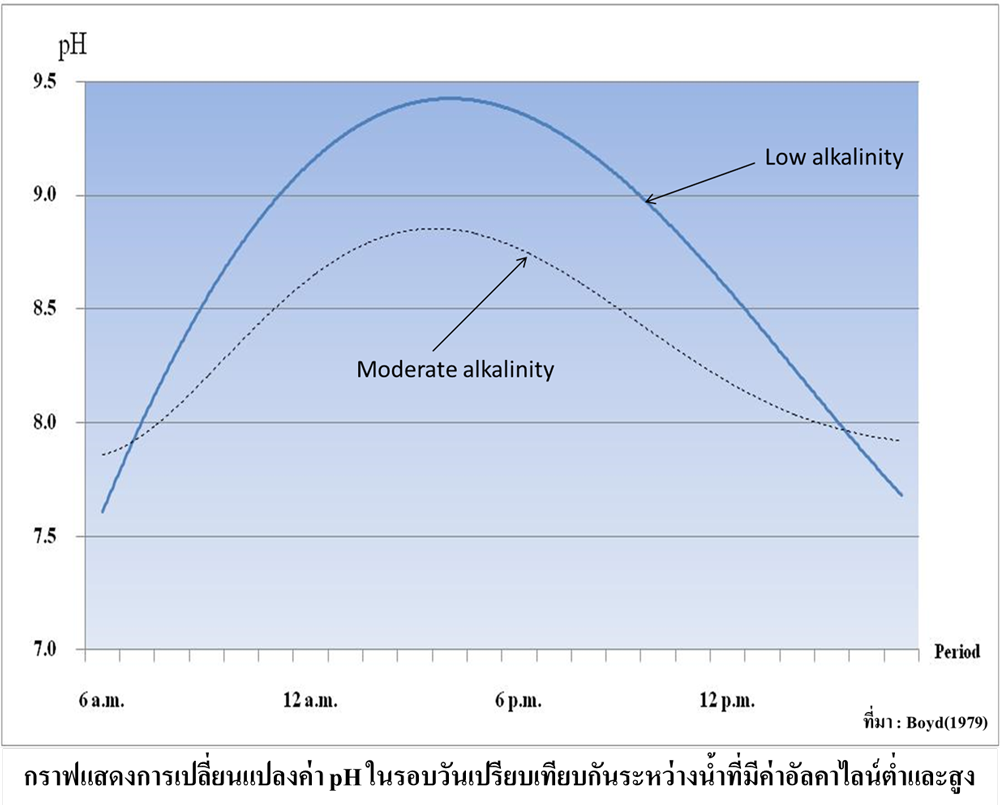 pH
9.5
9.0
8.5
8.0
7.5
7.0
Low alkalinity
Moderate alkalinity
Period
6 a.m. 12 a.m. 6 p.m. 12 p.m.
ที่มา : Boyd(1979)
กราฟแสดงการเปลี่ยนแปลงค่า pH ในรอบวันเปรียบเทียบกันระหว่างน้ำที่มีค่าอัลคาไลน์ต่ำและสูง